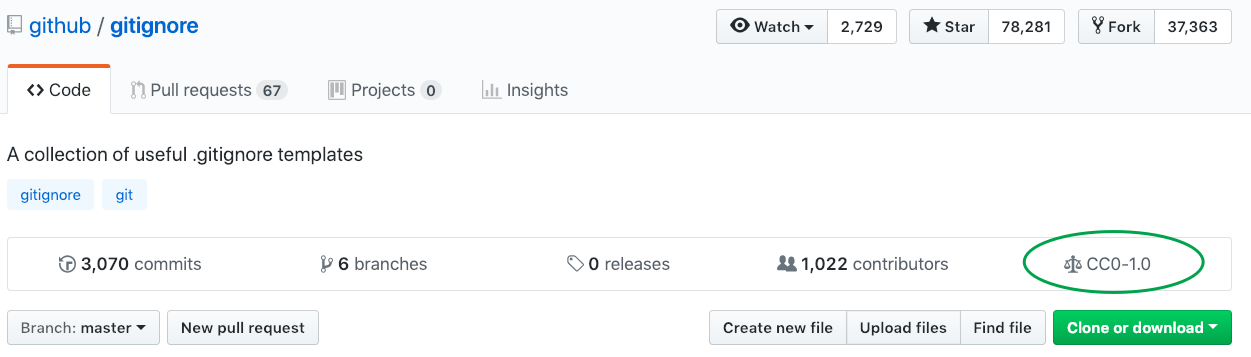 github / gitignore Watch 2,729 Star 78,281 Fork 37,363
Code Pull requests 67 Projects 0 Insights
A collection of useful .gitignore templates
gitignore git
3,070 commits 6 branches 0 releases 1,022 contributors CC0-1.0
Branch: master New pull request Create new file Upload files Find file Clone or download